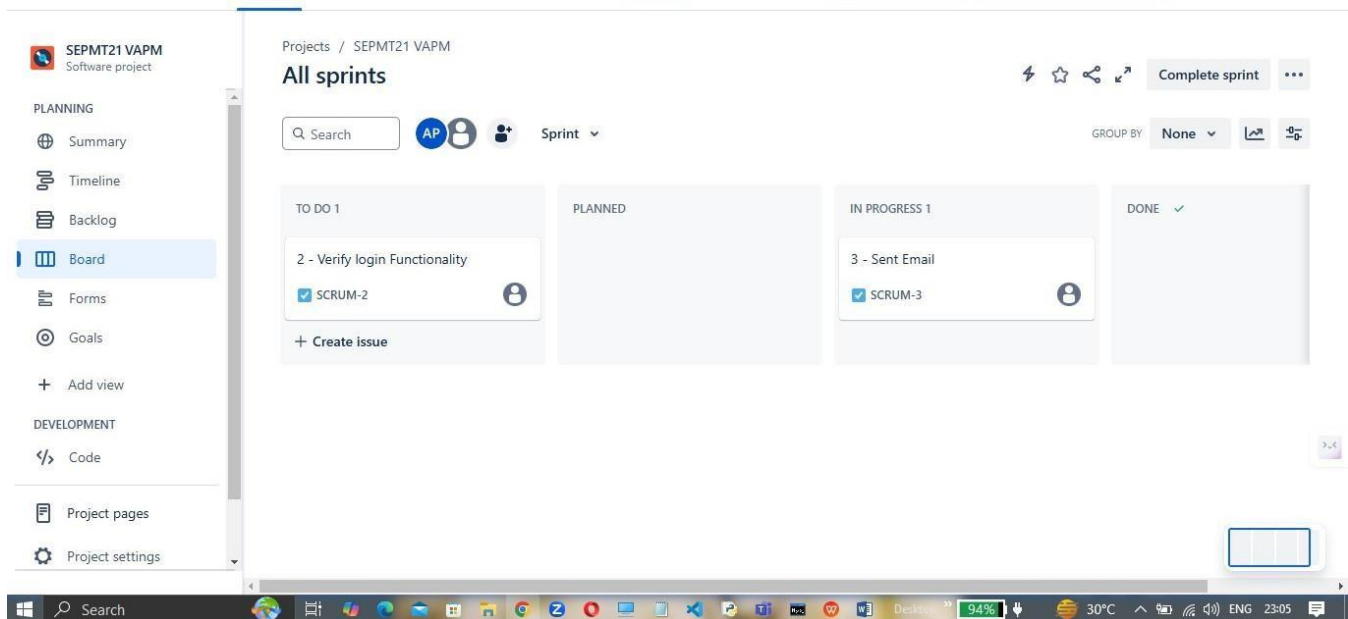 SEPMT21 VAPM
Software project
PLANNING
Summary
Timeline
Backlog
Board
Forms
Goals
+ Add view
DEVELOPMENT
</> Code
Project pages
Project settings
Projects / SEPMT21 VAPM
All sprints
Complete sprint
Search
AP
Sprint
GROUP BY None
TO DO 1
2 - Verify login Functionality
SCRUM-2
+ Create issue
PLANNED
IN PROGRESS 1
3 - Sent Email
SCRUM-3
DONE
Search
94%
30°C
ENG
23:05